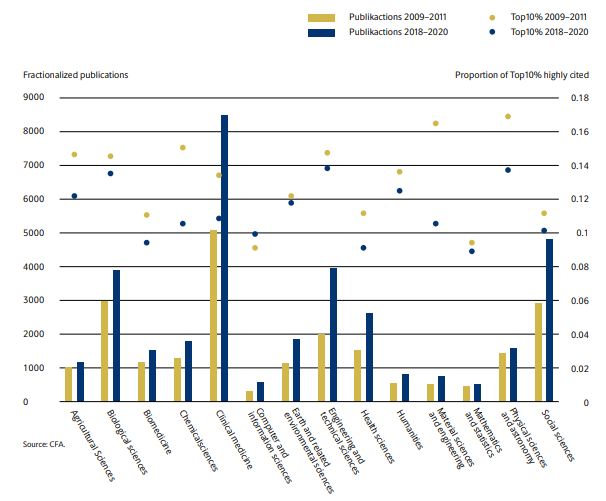 Publikactions 2009–2011
Top10% 2009–2011
Publikactions 2018–2020
Top10% 2018–2020
Fractionalized publications
Proportion of Top10% highly cited
9000
0.18
8000
0.16
7000
0.14
6000
0.12
5000
0.1
4000
0.08
3000
0.06
2000
0.04
1000
0.02
0
0
Agricultural Sciences
Biological sciences
Biomedicine
Chemicalsciences
Clinical medicine
Computer and
information sciences
Earth and related
environmental sciences
Engineering and
technical sciences
Health sciences
Humanities
Material sciences
and engineering
Mathematics
and statistics
Physical sciences
and astronomy
Social sciences
Source: CFA.